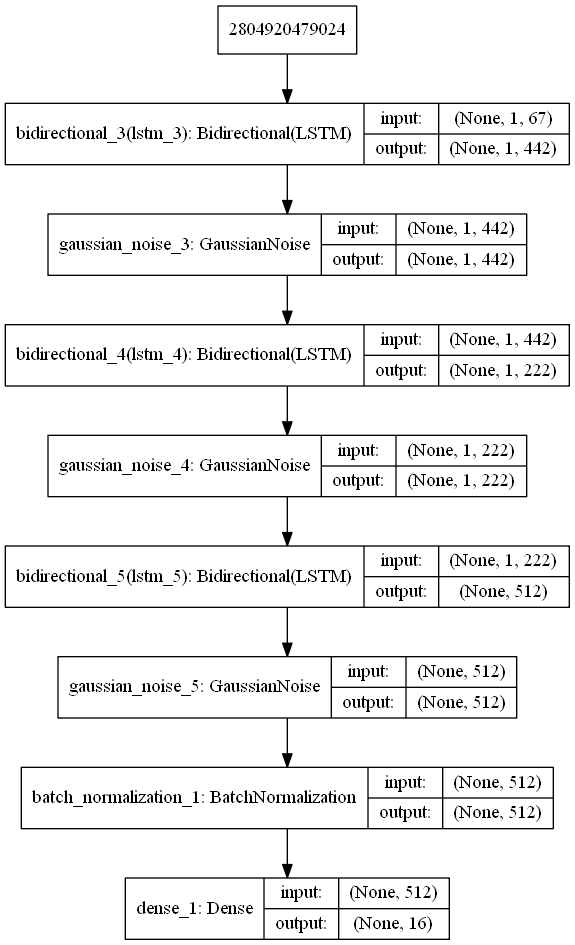 2804920479024
bidirectional_3(lstm_3): Bidirectional(LSTM)
input: (None, 1, 67)
output: (None, 1, 442)
gaussian_noise_3: GaussianNoise
input: (None, 1, 442)
output: (None, 1, 442)
bidirectional_4(lstm_4): Bidirectional(LSTM)
input: (None, 1, 442)
output: (None, 1, 222)
gaussian_noise_4: GaussianNoise
input: (None, 1, 222)
output: (None, 1, 222)
bidirectional_5(lstm_5): Bidirectional(LSTM)
input: (None, 1, 222)
output: (None, 512)
gaussian_noise_5: GaussianNoise
input: (None, 512)
output: (None, 512)
batch_normalization_1: BatchNormalization
input: (None, 512)
output: (None, 512)
dense_1: Dense
input: (None, 512)
output: (None, 16)